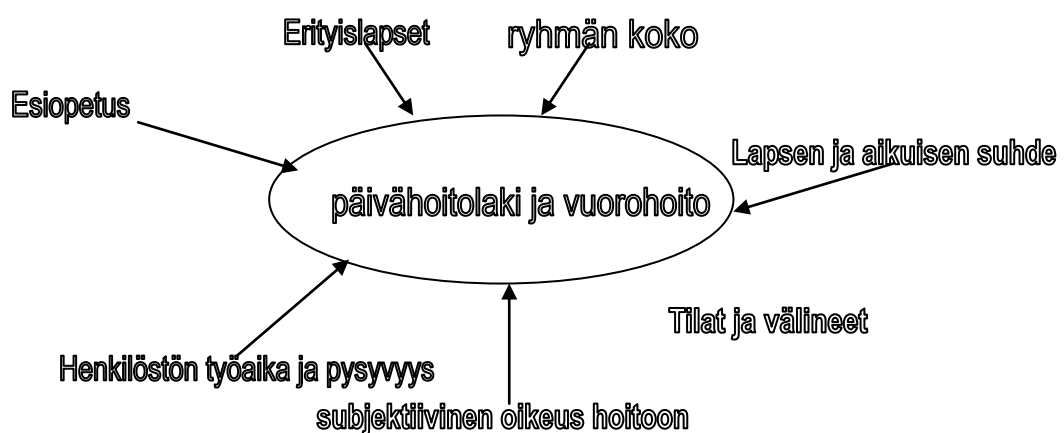 Erityislapset
ryhmän koko
Esiopetus
Lapsen ja aikuisen suhde
päivähoitolaki ja vuorohoito
Tilat ja välineet
Henkilöstön työaika ja pysyvyys
subjektiivinen oikeus hoitoon